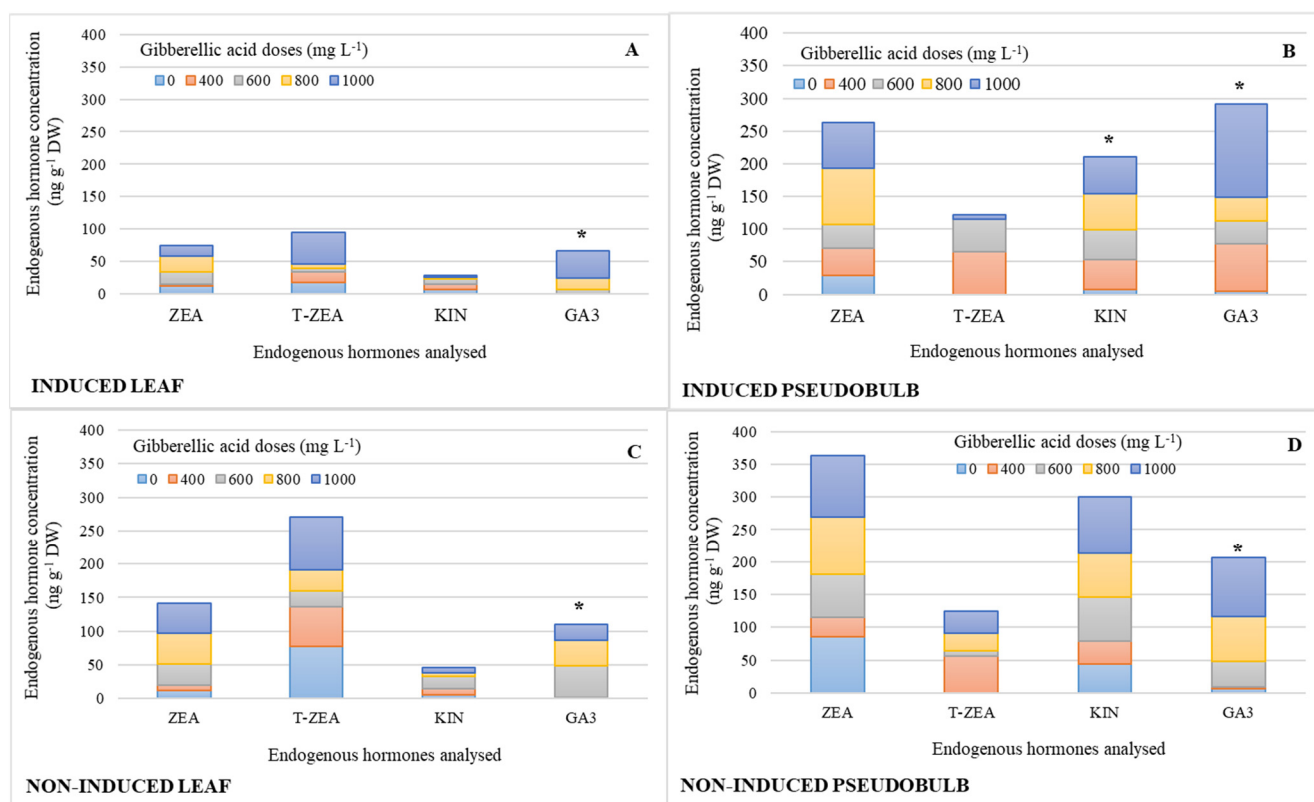 Gibberellic acid doses (mg L-1)
A
0 400 600 800 1000
Endogenous hormone concentration
(ng g-1 DW)
400
350
300
250
200
150
100
50
0
*
ZEA T-ZEA KIN GA3
Endogenous hormones analysed
INDUCED LEAF
Gibberellic acid doses (mg L-1)
B
0 400 600 800 1000
Endogenous hormone concentration
(ng g-1 DW)
400
350
300
250
200
150
100
50
0
* *
ZEA T-ZEA KIN GA3
Endogenous hormones analysed
INDUCED PSEUDOBULB
Gibberellic acid doses (mg L-1)
C
0 400 600 800 1000
Endogenous hormone concentration
(ng g-1 DW)
400
350
300
250
200
150
100
50
0
*
ZEA T-ZEA KIN GA3
Endogenous hormones analysed
NON-INDUCED LEAF
Gibberellic acid doses (mg L-1)
D
0 400 600 800 1000
Endogenous hormone concentration
(ng g-1 DW)
400
350
300
250
200
150
100
50
0
*
ZEA T-ZEA KIN GA3
Endogenous hormones analysed
NON-INDUCED PSEUDOBULB